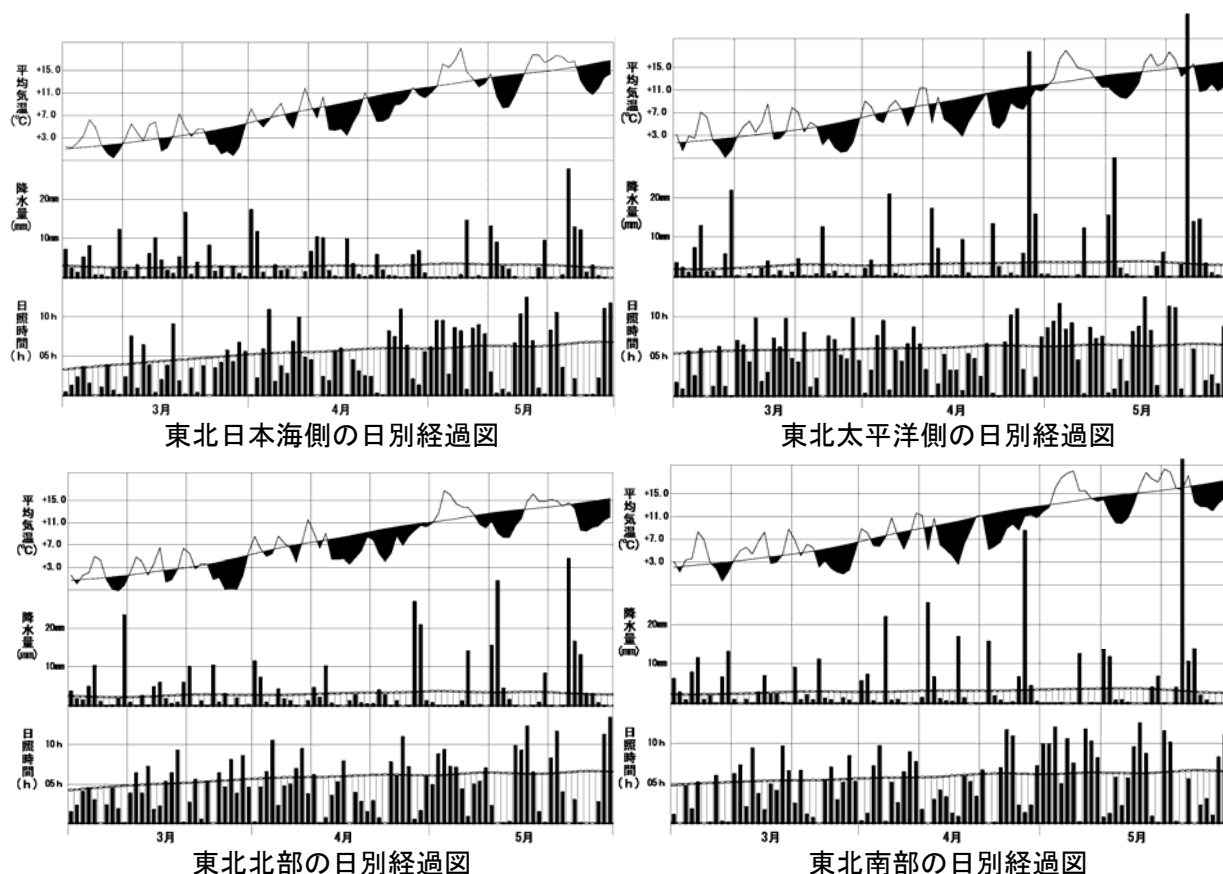 平均気温(℃)
+15.0
+11.0
+7.0
+3.0
降水量(mm)
20mm
10mm
日照時間(h)
10h
05h
3月 4月 5月
東北日本海側の日別経過図
平均気温(℃)
+15.0
+11.0
+7.0
+3.0
降水量(mm)
20mm
10mm
日照時間(h)
10h
05h
3月 4月 5月
東北太平洋側の日別経過図
平均気温(℃)
+15.0
+11.0
+7.0
+3.0
降水量(mm)
20mm
10mm
日照時間(h)
10h
05h
3月 4月 5月
東北北部の日別経過図
平均気温(℃)
+15.0
+11.0
+7.0
+3.0
降水量(mm)
20mm
10mm
日照時間(h)
10h
05h
3月 4月 5月
東北南部の日別経過図